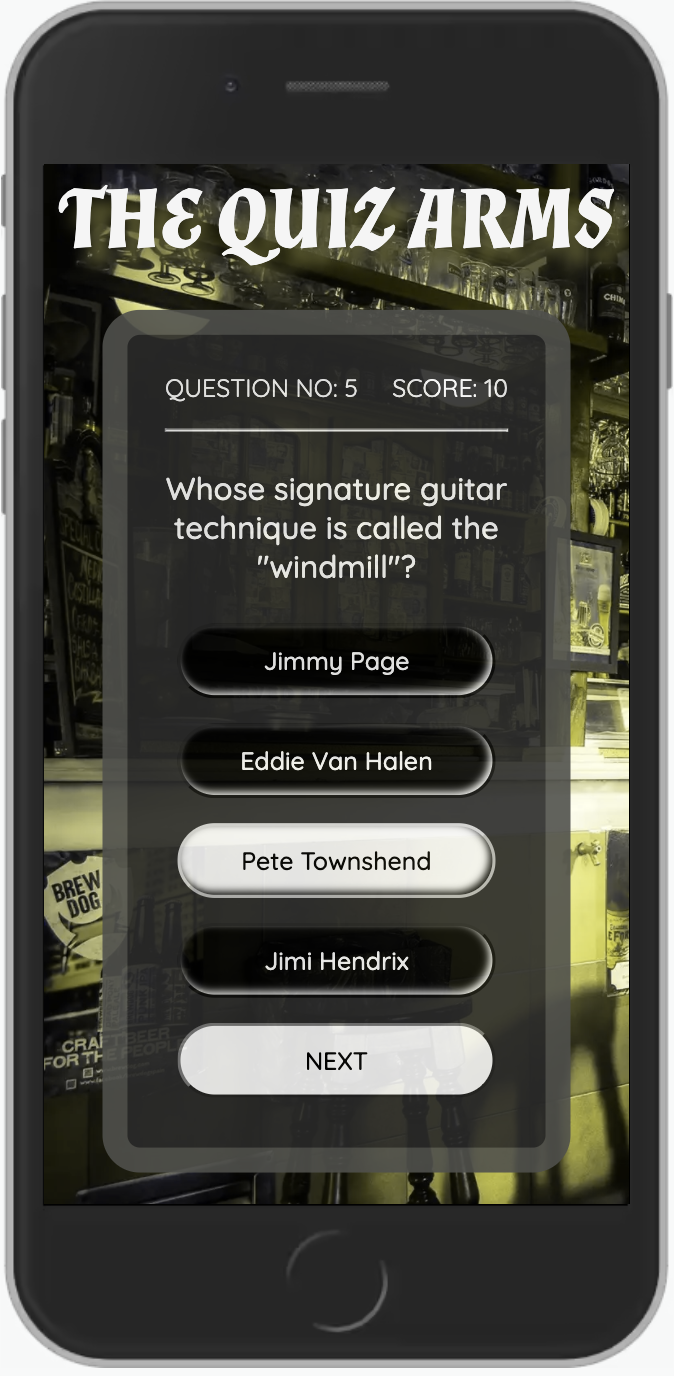 THE QUIZ ARMS
QUESTION NO: 5 SCORE: 10
Whose signature guitar
technique is called the
"windmill"?
Jimmy Page
Eddie Van Halen
Pete Townshend
Jimi Hendrix
NEXT
BREW
DOG
CRAFT BEER
FOR THE PEOPLE